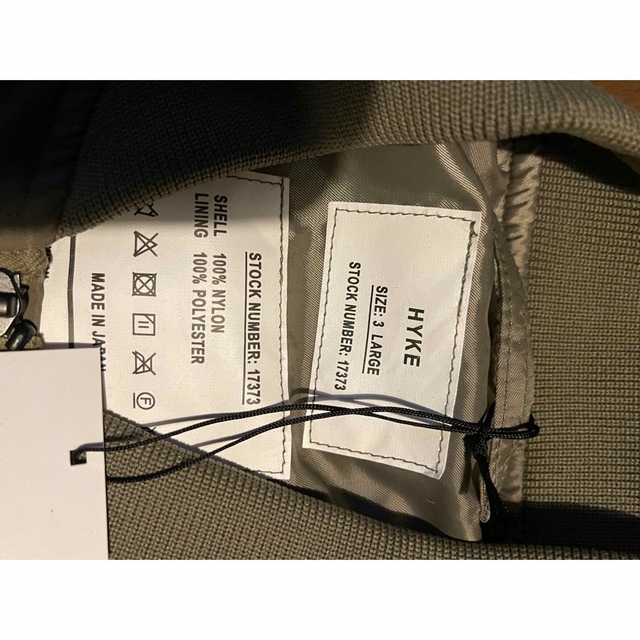 HYKE
SIZE: 3 LARGE
STOCK NUMBER: 17373
STOCK NUMBER: 17373
SHELL 100% NYLON
LINING 100% POLYESTER
F
MADE IN JAPAN